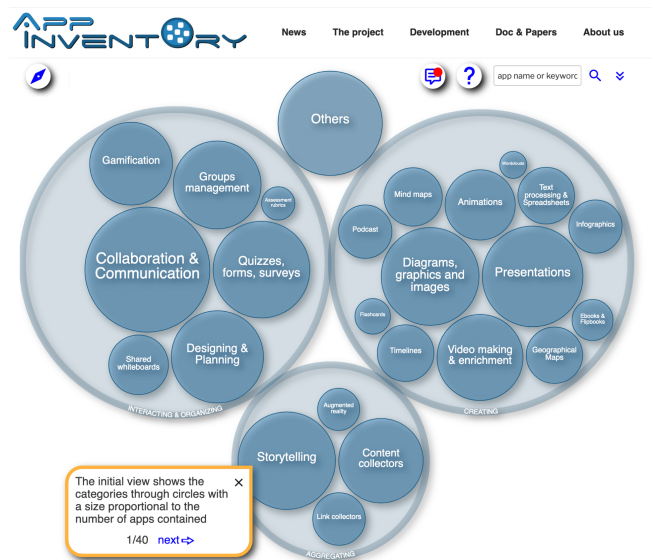 APP INVENTORY
News
The project
Development
Doc & Papers
About us
?
app name or keyworc
Others
Gamification
Groups
management
Assessment
rubrics
Collaboration &
Communication
Quizzes,
forms, surveys
Shared
whiteboards
Designing &
Planning
INTERACTING & ORGANIZING
Wordclouds
Mind maps
Animations
Text
processing &
Spreadsheets
Podcast
Infographics
Diagrams,
graphics and
images
Presentations
Flashcards
Ebooks &
Flipbooks
Timelines
Video making
& enrichment
Geographical
Maps
CREATING
Augmented
reality
Storytelling
Content
collectors
Link collectors
AGGREGATING
The initial view shows the
categories through circles with
a size proportional to the
number of apps contained
1/40 next